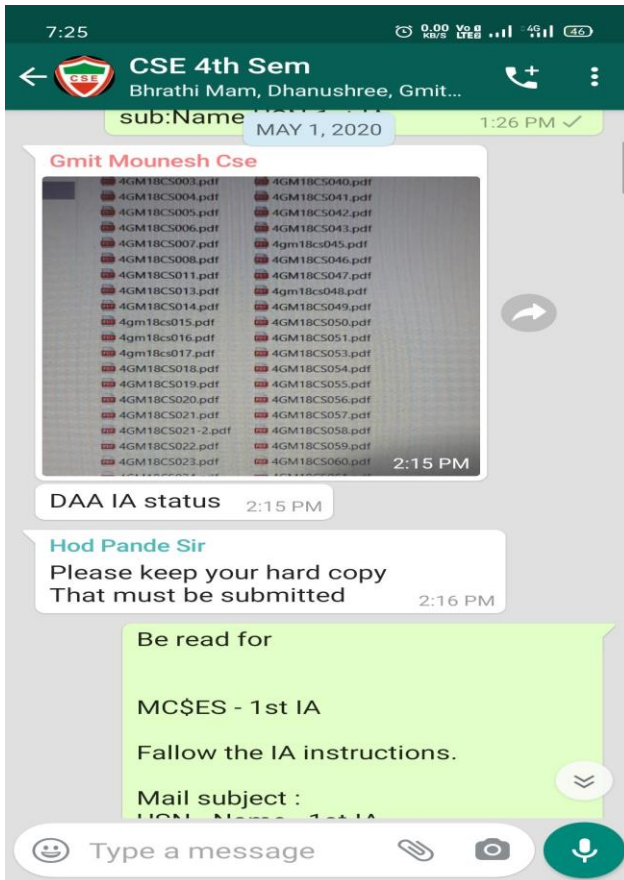 7:25
0.00 KB/S Vo LTE2 4G 46
CSE
CSE 4th Sem
Bhrathi Mam, Dhanushree, Gmit...
sub:Name 1:26 PM
MAY 1, 2020
Gmit Mounesh Cse
4GM18CS003.pdf 4GM18CS040.pdf
4GM18CS004.pdf 4GM18CS041.pdf
4GM18CS005.pdf 4GM18CS042.pdf
4GM18CS006.pdf 4GM18CS043.pdf
4GM18CS007.pdf 4gm18cs045.pdf
4GM18CS008.pdf 4GM18CS046.pdf
4GM18CS011.pdf 4GM18CS047.pdf
4GM18CS013.pdf 4gm18cs048.pdf
4GM18CS014.pdf 4GM18CS049.pdf
4gm18cs015.pdf 4GM18CS050.pdf
4gm18cs016.pdf 4GM18CS051.pdf
4gm18cs017.pdf 4GM18CS053.pdf
4GM18CS018.pdf 4GM18CS054.pdf
4GM18CS019.pdf 4GM18CS055.pdf
4GM18CS020.pdf 4GM18CS056.pdf
4GM18CS021.pdf 4GM18CS057.pdf
4GM18CS021-2.pdf 4GM18CS058.pdf
4GM18CS022.pdf 4GM18CS059.pdf
4GM18CS023.pdf 4GM18CS060.pdf
2:15 PM
DAA IA status 2:15 PM
Hod Pande Sir
Please keep your hard copy
That must be submitted 2:16 PM
Be read for
MC$ES - 1st IA
Fallow the IA instructions.
Mail subject :
Type a message